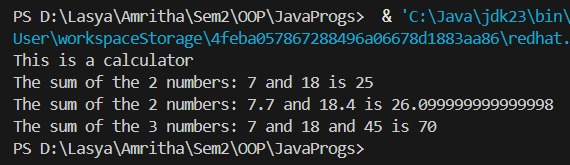 PS D:\Lasya\Amritha\Sem2\OOP\JavaProgs>  & 'C:\Java\jdk23\bin\
User\workspaceStorage\4feba057867288496a06678d1883aa86\redhat.
This is a calculator
The sum of the 2 numbers: 7 and 18 is 25
The sum of the 2 numbers: 7.7 and 18.4 is 26.099999999999998
The sum of the 3 numbers: 7 and 18 and 45 is 70
PS D:\Lasya\Amritha\Sem2\OOP\JavaProgs>